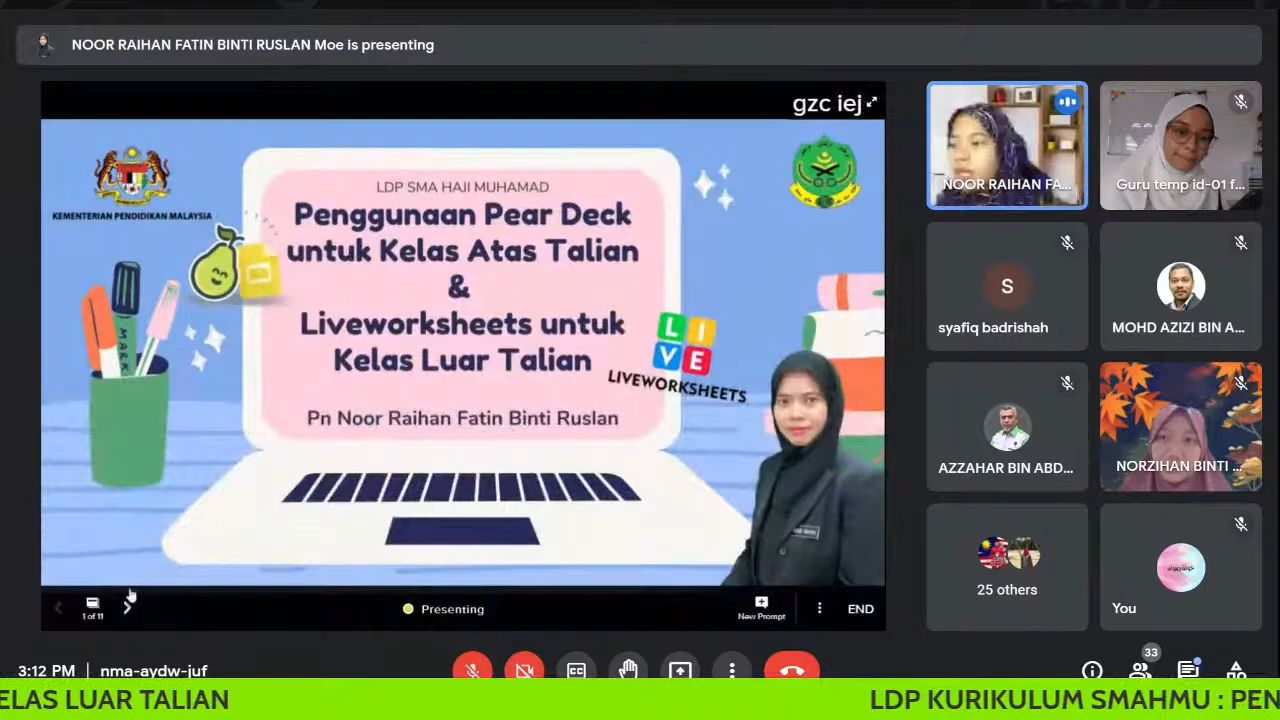 NOOR RAIHAN FATIN BINTI RUSLAN Moe is presenting
gzc iej
KEMENTERIAN PENDIDIKAN MALAYSIA
LDP SMA HAJI MUHAMAD
Penggunaan Pear Deck
untuk Kelas Atas Talian
&
Liveworksheets untuk
Kelas Luar Talian
Pn Noor Raihan Fatin Binti Ruslan
MARK
L I
V E
LIVEWORKSHEETS
1 of 11
Presenting
New Prompt
END
NOOR RAIHAN FA...
Guru temp id-01 f...
S
syafiq badrishah
MOHD AZIZI BIN A...
AZZAHAR BIN ABD...
NORZIHAN BINTI ...
25 others
You
3:12 PM | nma-aydw-juf
CC
33
ELAS LUAR TALIAN
LDP KURIKULUM SMAHMU : PEN